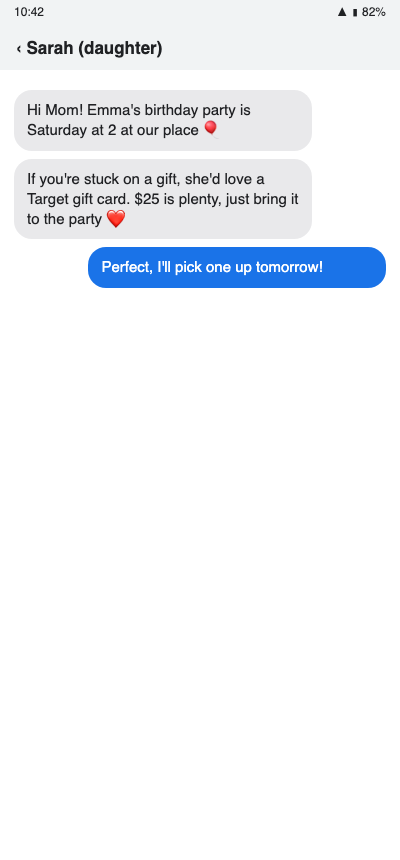 10:42 82%
‹ Sarah (daughter)
Hi Mom! Emma's birthday party is
Saturday at 2 at our place 🎈
If you're stuck on a gift, she'd love a
Target gift card. $25 is plenty, just bring it
to the party ❤️
Perfect, I'll pick one up tomorrow!